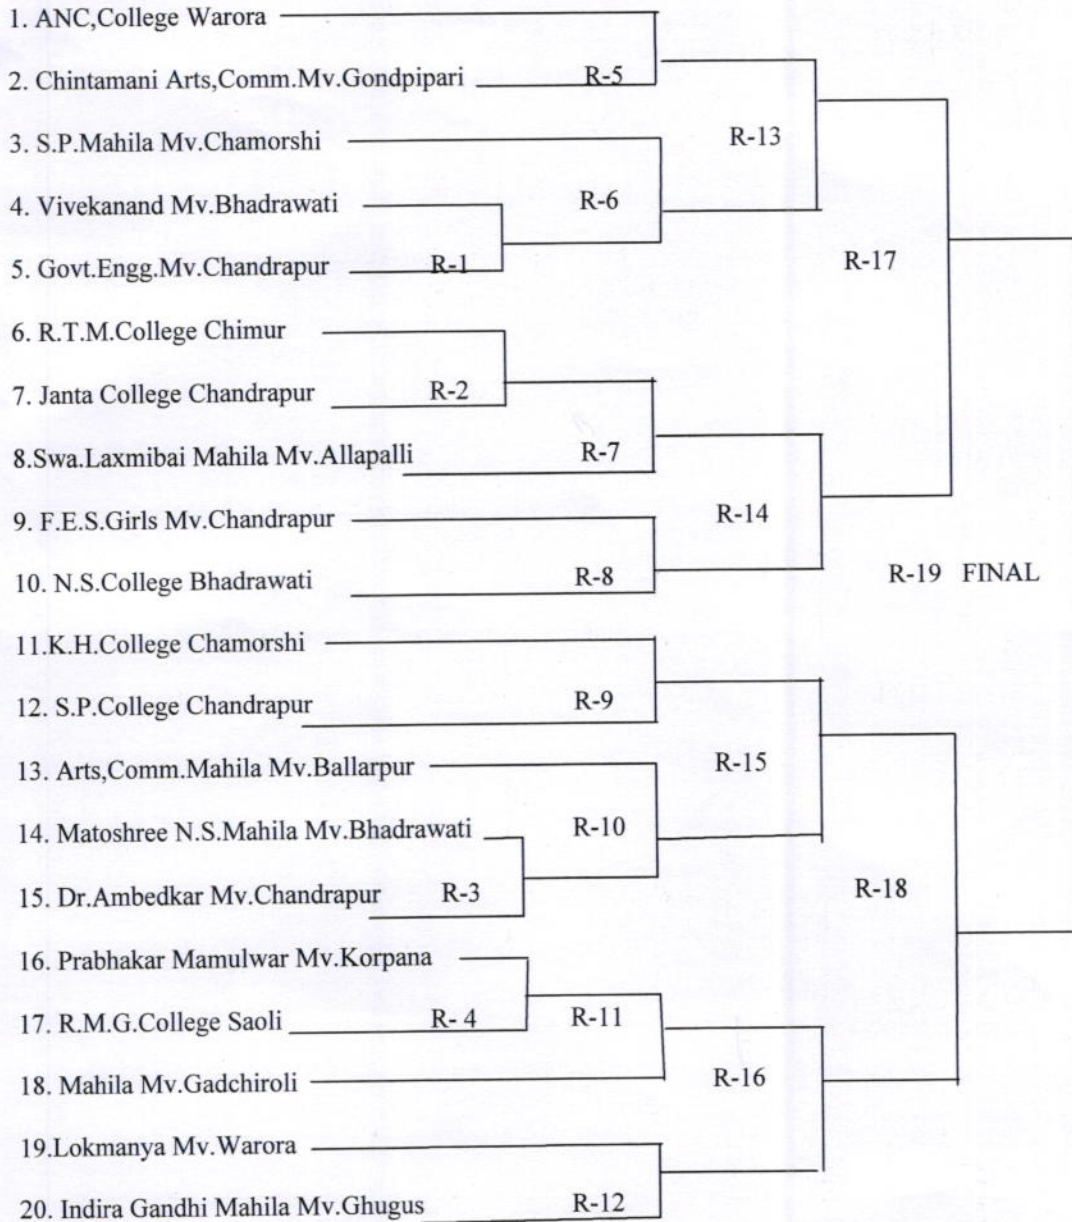 1. ANC,College Warora
2. Chintamani Arts,Comm.Mv.Gondpipari R-5
3. S.P.Mahila Mv.Chamorshi R-13
4. Vivekanand Mv.Bhadrawati R-6
5. Govt.Engg.Mv.Chandrapur R-1 R-17
6. R.T.M.College Chimur
7. Janta College Chandrapur R-2
8.Swa.Laxmibai Mahila Mv.Allapalli R-7
9. F.E.S.Girls Mv.Chandrapur R-14
10. N.S.College Bhadrawati R-8 R-19 FINAL
11.K.H.College Chamorshi
12. S.P.College Chandrapur R-9
13. Arts,Comm.Mahila Mv.Ballarpur R-15
14. Matoshree N.S.Mahila Mv.Bhadrawati R-10
15. Dr.Ambedkar Mv.Chandrapur R-3 R-18
16. Prabhakar Mamulwar Mv.Korpana
17. R.M.G.College Saoli R- 4 R-11
18. Mahila Mv.Gadchiroli R-16
19.Lokmanya Mv.Warora
20. Indira Gandhi Mahila Mv.Ghugus R-12